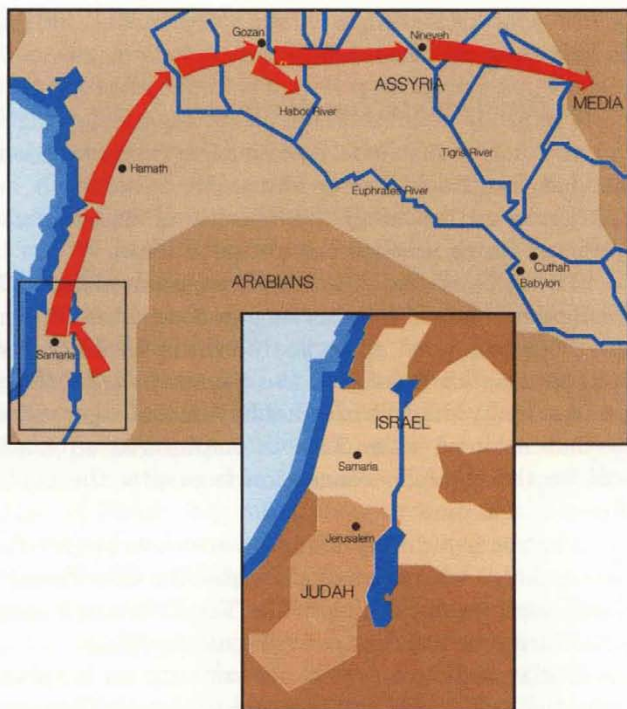 Gozan
Nineveh
ASSYRIA
MEDIA
Habor River
Tigris River
Hamath
Euphrates River
ARABIANS
Cuthah
Babylon
Samaria
ISRAEL
Samaria
Jerusalem
JUDAH